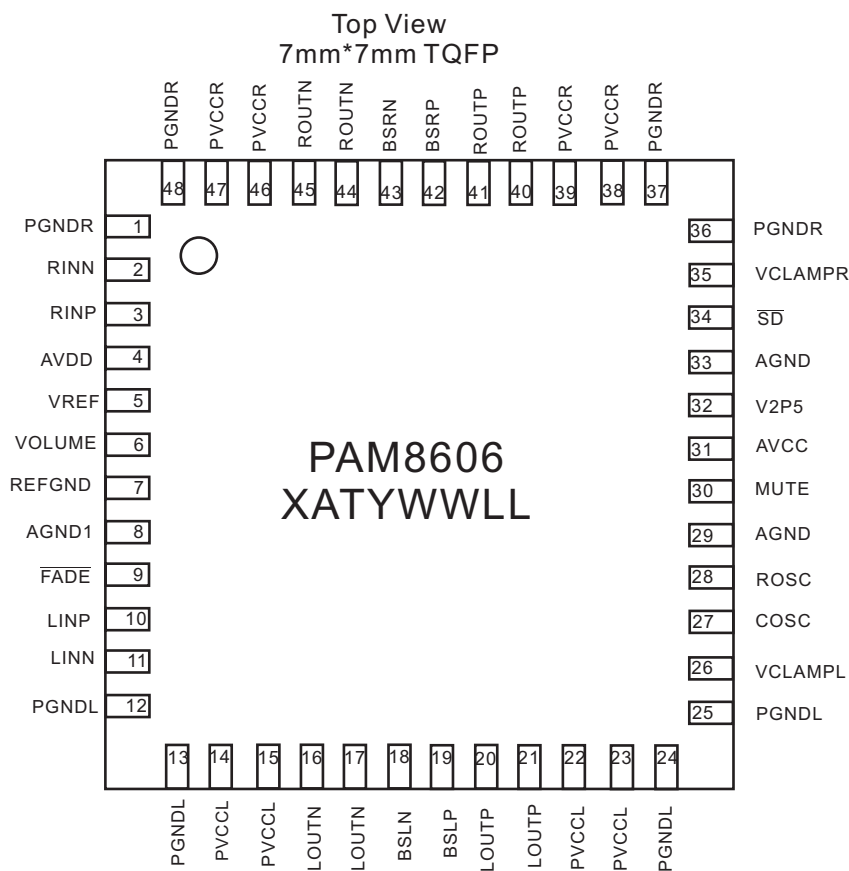 Top View
7mm*7mm TQFP
PGNDR PVCCR PVCCR ROUTN ROUTN BSRN BSRP ROUTP ROUTP PVCCR PVCCR PGNDR
48 47 46 45 44 43 42 41 40 39 38 37
PGNDR 1 36 PGNDR
RINN 2 35 VCLAMPR
RINP 3 34 SD
AVDD 4 33 AGND
VREF 5 32 V2P5
VOLUME 6 31 AVCC
PAM8606
REFGND 7 30 MUTE
XATYWWLL
AGND1 8 29 AGND
FADE 9 28 ROSC
LINP 10 27 COSC
LINN 11 26 VCLAMPL
PGNDL 12 25 PGNDL
13 14 15 16 17 18 19 20 21 22 23 24
PGNDL PVCCL PVCCL LOUTN LOUTN BSLN BSLP LOUTP LOUTP PVCCL PVCCL PGNDL